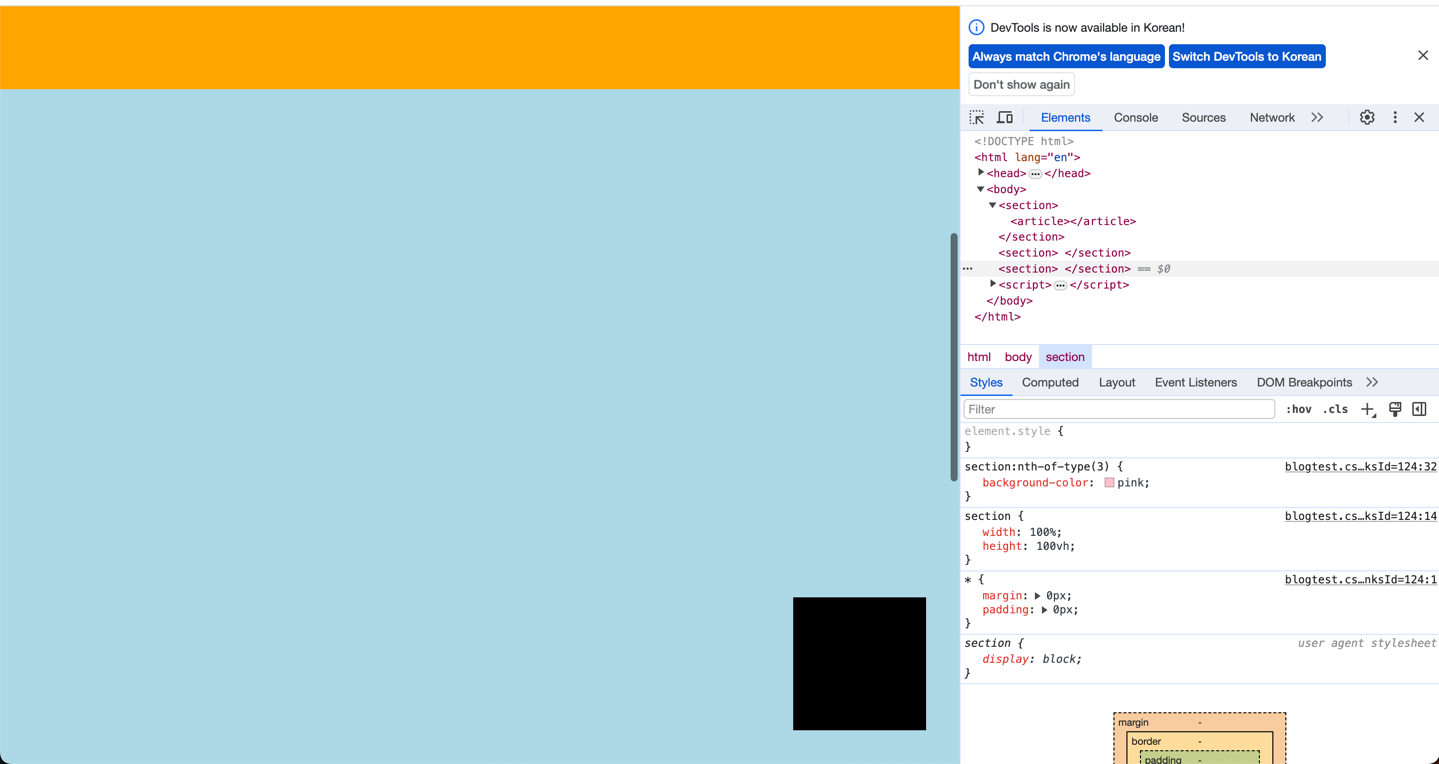 DevTools is now available in Korean!
Always match Chrome's language Switch DevTools to Korean
Don't show again
Elements Console Sources Network
<!DOCTYPE html>
<html lang="en">
<head> ••• </head>
<body>
<section>
<article></article>
</section>
<section> </section>
••• <section> </section> == $0
<script> ••• </script>
</body>
</html>
html body section
Styles Computed Layout Event Listeners DOM Breakpoints
Filter :hov .cls
element.style {
}
section:nth-of-type(3) { blogtest.cs…ksId=124:32
background-color: pink;
}
section { blogtest.cs…ksId=124:14
width: 100%;
height: 100vh;
}
* { blogtest.cs…nksId=124:1
margin: 0px;
padding: 0px;
}
section { user agent stylesheet
display: block;
}
margin -
border -
padding -